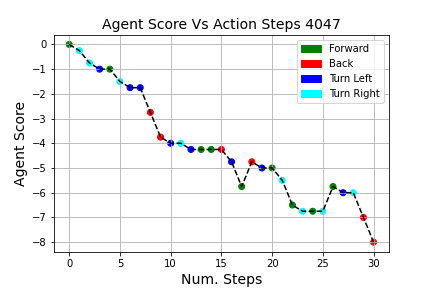 Agent Score Vs Action Steps 4047
Forward
Back
Turn Left
Turn Right
Agent Score
0
−1
−2
−3
−4
−5
−6
−7
−8
0 5 10 15 20 25 30
Num. Steps